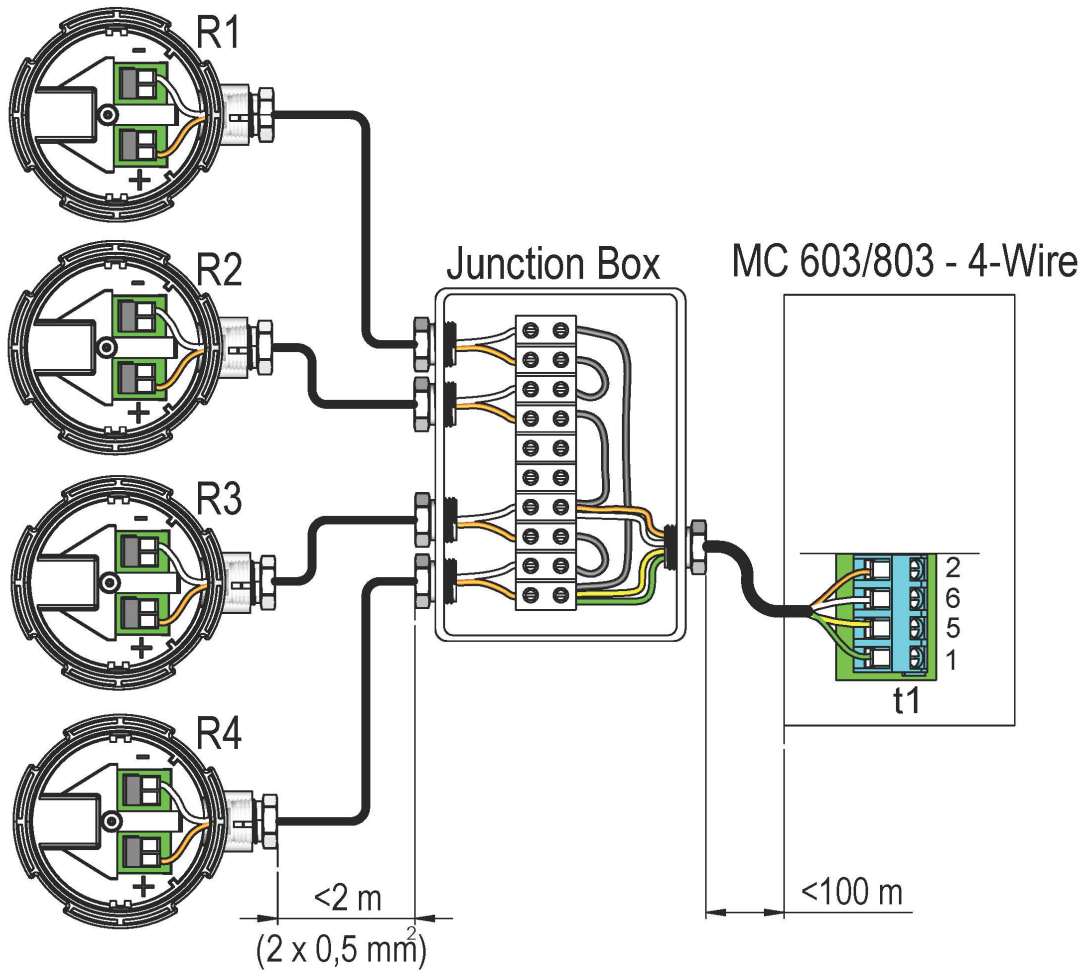 R1
-
+
R2
-
+
Junction Box
MC 603/803 - 4-Wire
R3
-
+
2
6
5
1
t1
R4
-
+
<2 m
(2 x 0,5 mm²)
<100 m